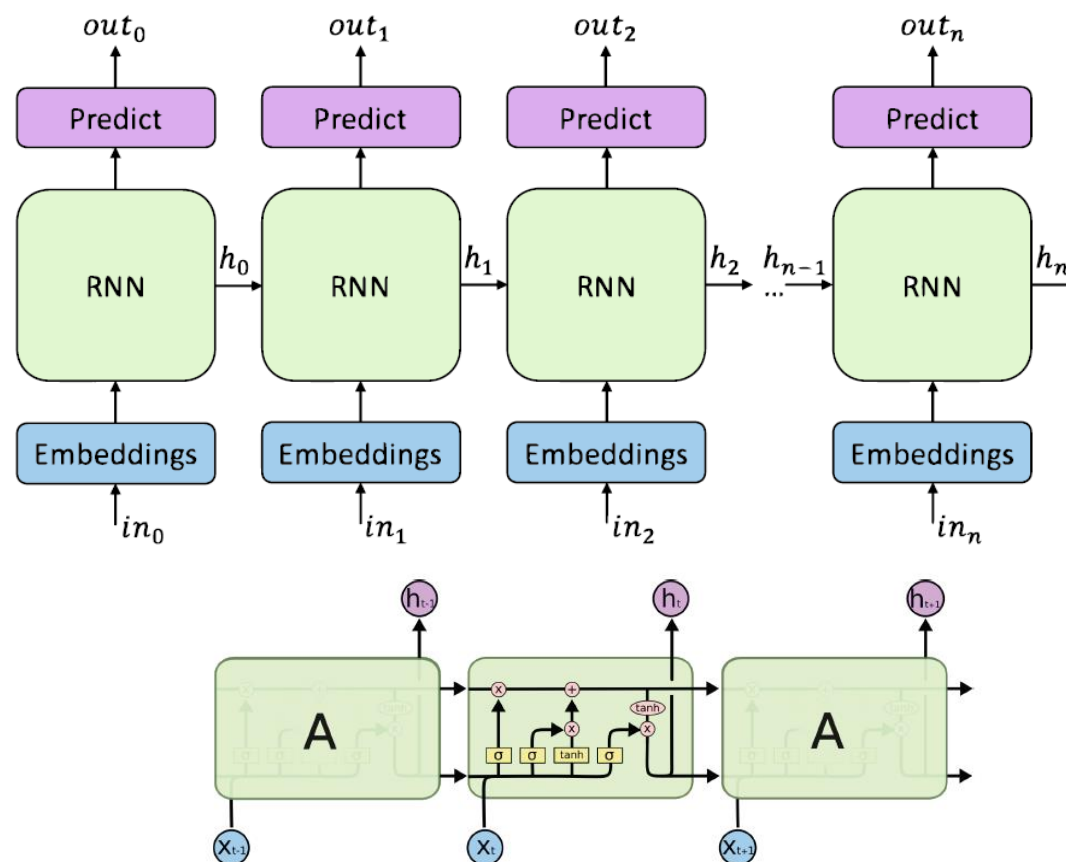 out₀ out₁ out₂ outₙ
Predict Predict Predict Predict
RNN h₀ RNN h₁ RNN h₂ ... hₙ₋₁ RNN hₙ
Embeddings Embeddings Embeddings Embeddings
in₀ in₁ in₂ inₙ
hₜ₋₁ hₜ hₜ₊₁
x + tanh
A x x A
σ σ tanh σ
Xₜ₋₁ Xₜ Xₜ₊₁